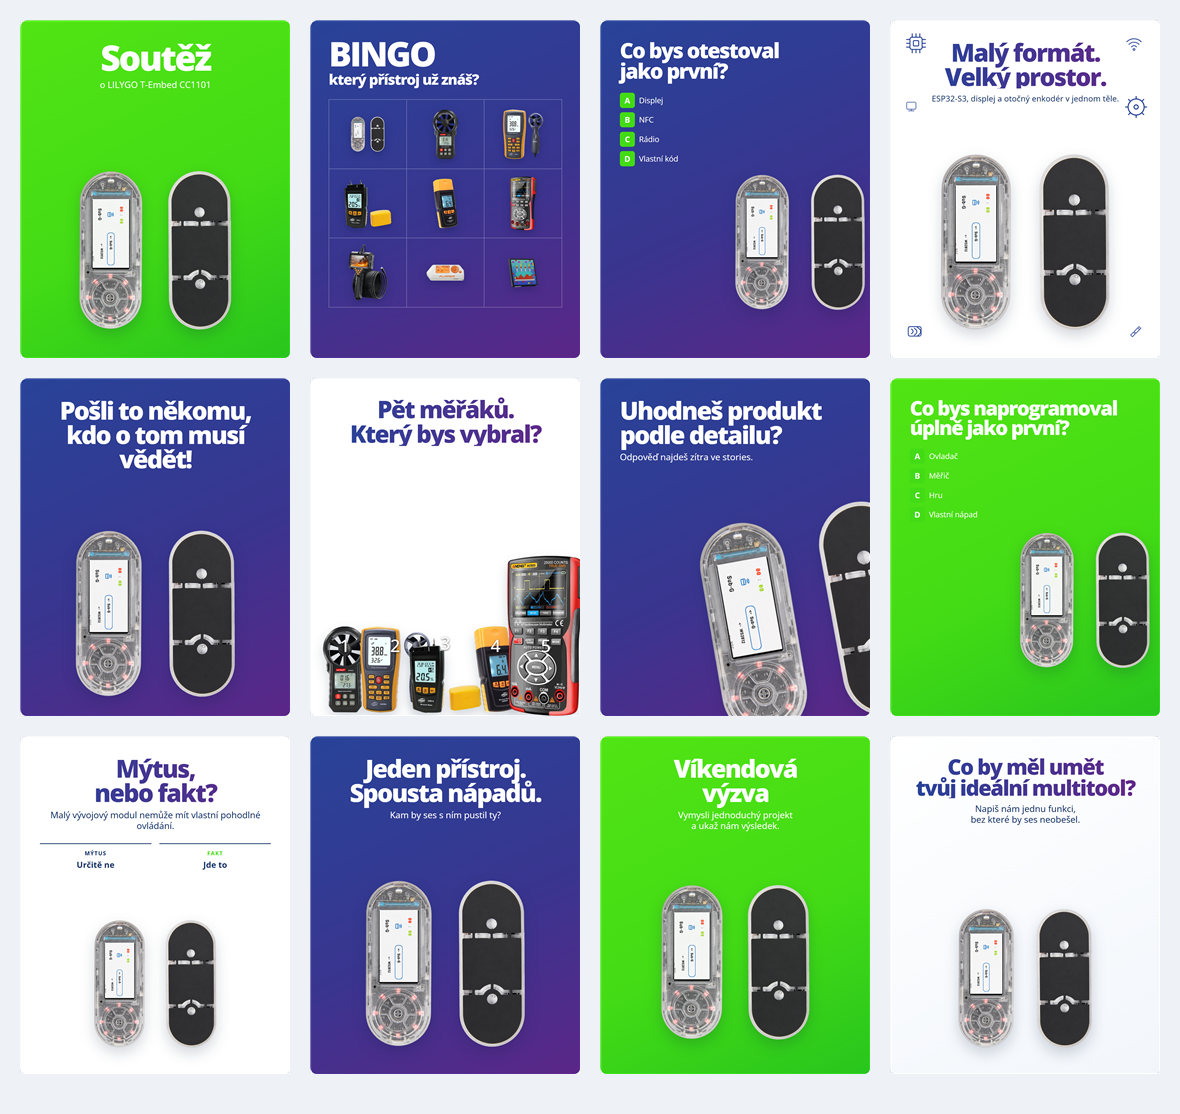 Soutěž
o LILYGO T-Embed CC1101
BINGO
který přístroj už znáš?
Co bys otestoval
jako první?
A Displej
B NFC
C Rádio
D Vlastní kód
Malý formát.
Velký prostor.
ESP32-S3, displej a otočný enkodér v jednom těle.
Pošli to někomu,
kdo o tom musí
vědět!
Pět měřáků.
Který bys vybral?
2
3
4
5
Uhodneš produkt
podle detailu?
Odpověď najdeš zítra ve stories.
Sub-G
Co bys naprogramoval
úplně jako první?
A Ovladač
B Měřič
C Hru
D Vlastní nápad
Mýtus,
nebo fakt?
Malý vývojový modul nemůže mít vlastní pohodlné
ovládání.
MÝTUS
Určitě ne
FAKT
Jde to
Jeden přístroj.
Spousta nápadů.
Kam by ses s ním pustil ty?
Víkendová
výzva
Vymysli jednoduchý projekt
a ukaž nám výsledek.
Co by měl umět
tvůj ideální multitool?
Napiš nám jednu funkci,
bez které by ses neobešel.